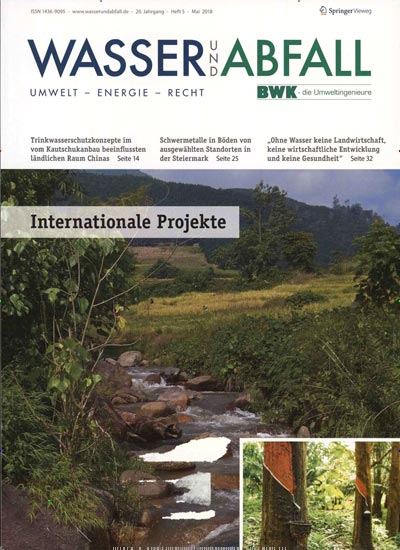 ISSN 1436-9095 · www.wasserundabfall.de · 20. Jahrgang · Heft 5 · Mai 2018
Springer Vieweg
WASSER UND ABFALL
UMWELT – ENERGIE – RECHT
BWK - die Umweltingenieure
Trinkwasserschutzkonzepte im
vom Kautschukanbau beeinflussten
ländlichen Raum Chinas Seite 14
Schwermetalle in Böden von
ausgewählten Standorten in
der Steiermark Seite 25
„Ohne Wasser keine Landwirtschaft,
keine wirtschaftliche Entwicklung
und keine Gesundheit“ Seite 32
Internationale Projekte